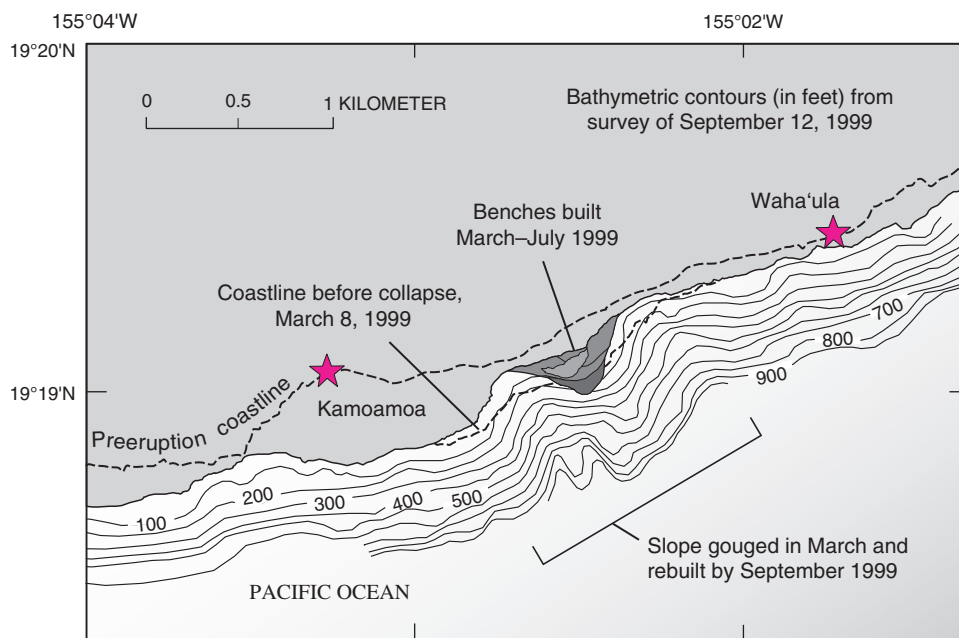 155°04'W
155°02'W
19°20'N
0 0.5 1 KILOMETER
Bathymetric contours (in feet) from
survey of September 12, 1999
Waha‘ula
Benches built
March–July 1999
Coastline before collapse,
March 8, 1999
19°19'N
Kamoamoa
Preeruption coastline
100
200
300
400
500
700
800
900
Slope gouged in March and
rebuilt by September 1999
PACIFIC OCEAN